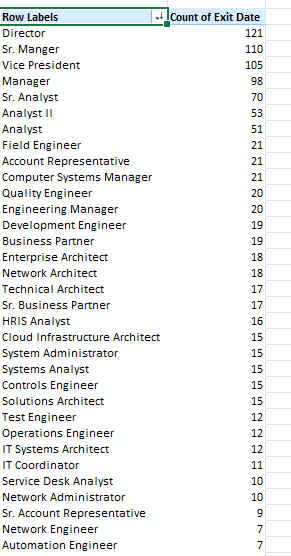 Row Labels Count of Exit Date
Director 121
Sr. Manger 110
Vice President 105
Manager 98
Sr. Analyst 70
Analyst II 53
Analyst 51
Field Engineer 21
Account Representative 21
Computer Systems Manager 21
Quality Engineer 20
Engineering Manager 20
Development Engineer 19
Business Partner 19
Enterprise Architect 18
Network Architect 18
Technical Architect 17
Sr. Business Partner 17
HRIS Analyst 16
Cloud Infrastructure Architect 15
System Administrator 15
Systems Analyst 15
Controls Engineer 15
Solutions Architect 15
Test Engineer 12
Operations Engineer 12
IT Systems Architect 12
IT Coordinator 11
Service Desk Analyst 10
Network Administrator 10
Sr. Account Representative 9
Network Engineer 7
Automation Engineer 7